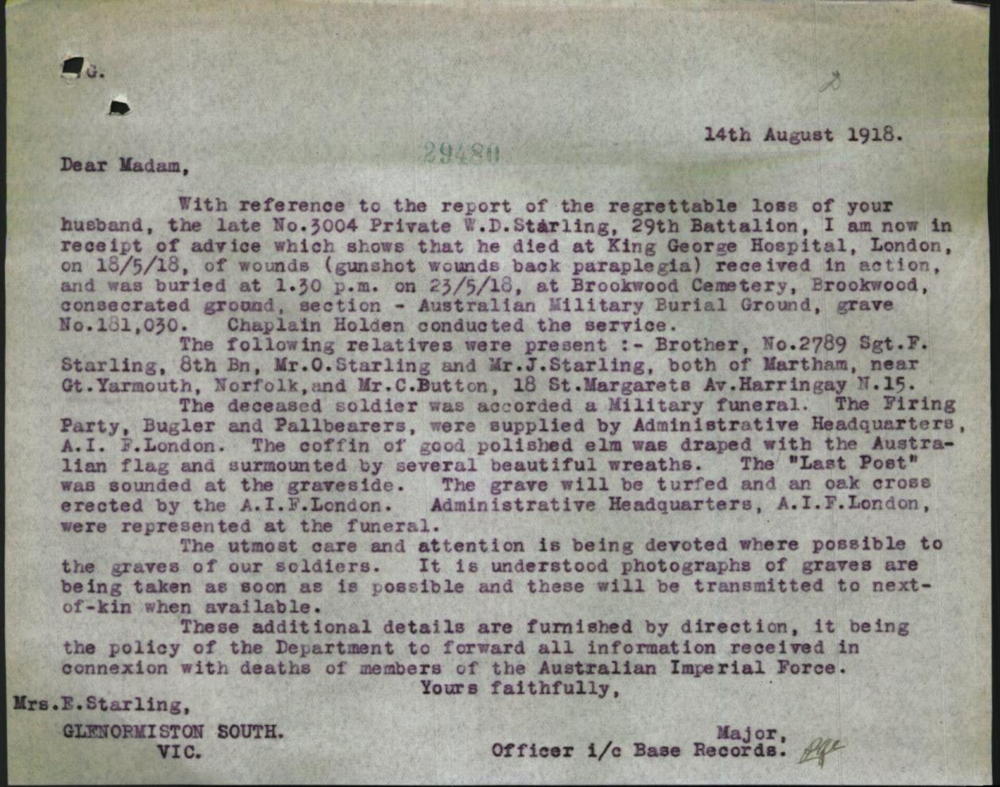 G.
14th August 1918.
29480
Dear Madam,
With reference to the report of the regrettable loss of your
husband, the late No.3004 Private W.D.Starling, 29th Battalion, I am now in
receipt of advice which shows that he died at King George Hospital, London,
on 18/5/18, of wounds (gunshot wounds back paraplegia) received in action,
and was buried at 1.30 p.m. on 23/5/18, at Brookwood Cemetery, Brookwood,
consecrated ground, section - Australian Military Burial Ground, grave
No.181,030. Chaplain Holden conducted the service.
The following relatives were present :- Brother, No.2789 Sgt.F.
Starling, 8th Bn, Mr.O.Starling and Mr.J.Starling, both of Martham, near
Gt.Yarmouth, Norfolk,and Mr.C.Button, 18 St.Margarets Av.Harringay N.15.
The deceased soldier was accorded a Military funeral. The Firing
Party, Bugler and Pallbearers, were supplied by Administrative Headquarters,
A.I. F.London. The coffin of good polished elm was draped with the Austra-
lian flag and surmounted by several beautiful wreaths. The "Last Post"
was sounded at the graveside. The grave will be turfed and an oak cross
erected by the A.I.F.London. Administrative Headquarters, A.I.F.London,
were represented at the funeral.
The utmost care and attention is being devoted where possible to
the graves of our soldiers. It is understood photographs of graves are
being taken as soon as is possible and these will be transmitted to next-
of-kin when available.
These additional details are furnished by direction, it being
the policy of the Department to forward all information received in
connexion with deaths of members of the Australian Imperial Force.
Yours faithfully,
Mrs.E.Starling,
GLENORMISTON SOUTH.
VIC.
Major,
Officer i/c Base Records.